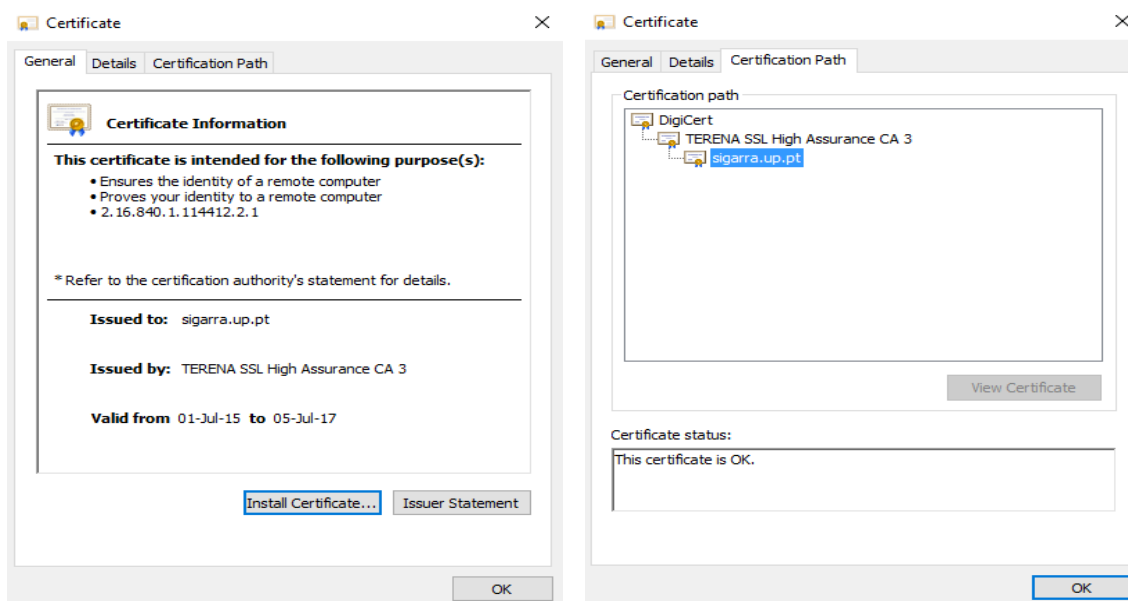 Certificate
General Details Certification Path
Certificate Information
This certificate is intended for the following purpose(s):
• Ensures the identity of a remote computer
• Proves your identity to a remote computer
• 2.16.840.1.114412.2.1
* Refer to the certification authority's statement for details.
Issued to: sigarra.up.pt
Issued by: TERENA SSL High Assurance CA 3
Valid from 01-Jul-15 to 05-Jul-17
Install Certificate... Issuer Statement
OK
Certificate
General Details Certification Path
Certification path
DigiCert
TERENA SSL High Assurance CA 3
sigarra.up.pt
View Certificate
Certificate status:
This certificate is OK.
OK